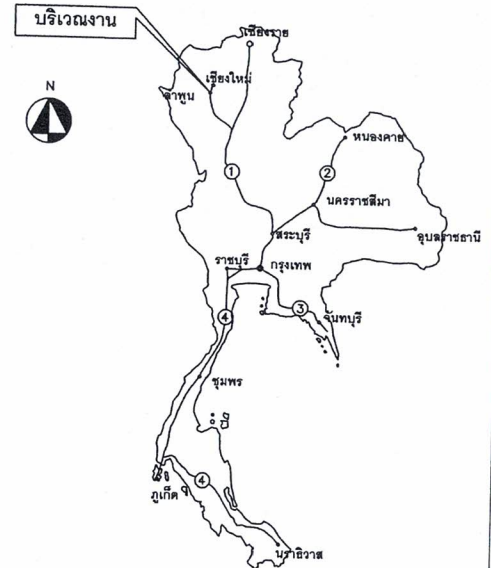 บริเวณงาน
เชียงราย
เชียงใหม่
ลำพูน
N
หนองคาย
1
2
นครราชสีมา
สระบุรี
อุบลราชธานี
ราชบุรี
กรุงเทพ
3
จันทบุรี
4
ชุมพร
4
ภูเก็ต
นราธิวาส